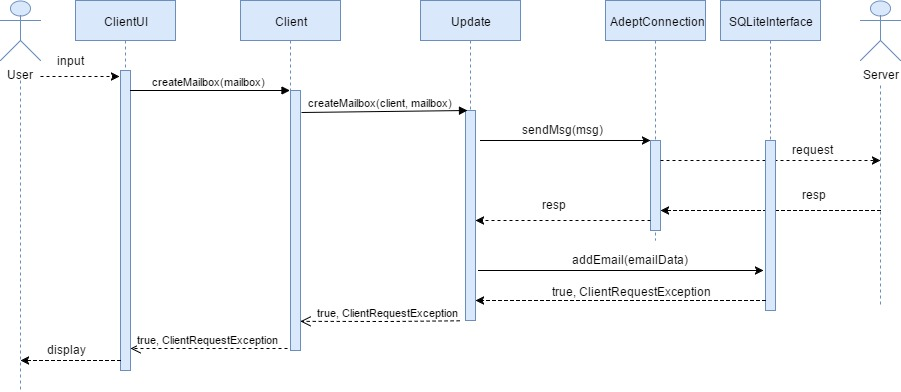 ClientUI
Client
Update
AdeptConnection
SQLiteInterface
User
Server
input
createMailbox(mailbox)
createMailbox(client, mailbox)
sendMsg(msg)
request
resp
resp
addEmail(emailData)
true, ClientRequestException
true, ClientRequestException
true, ClientRequestException
display